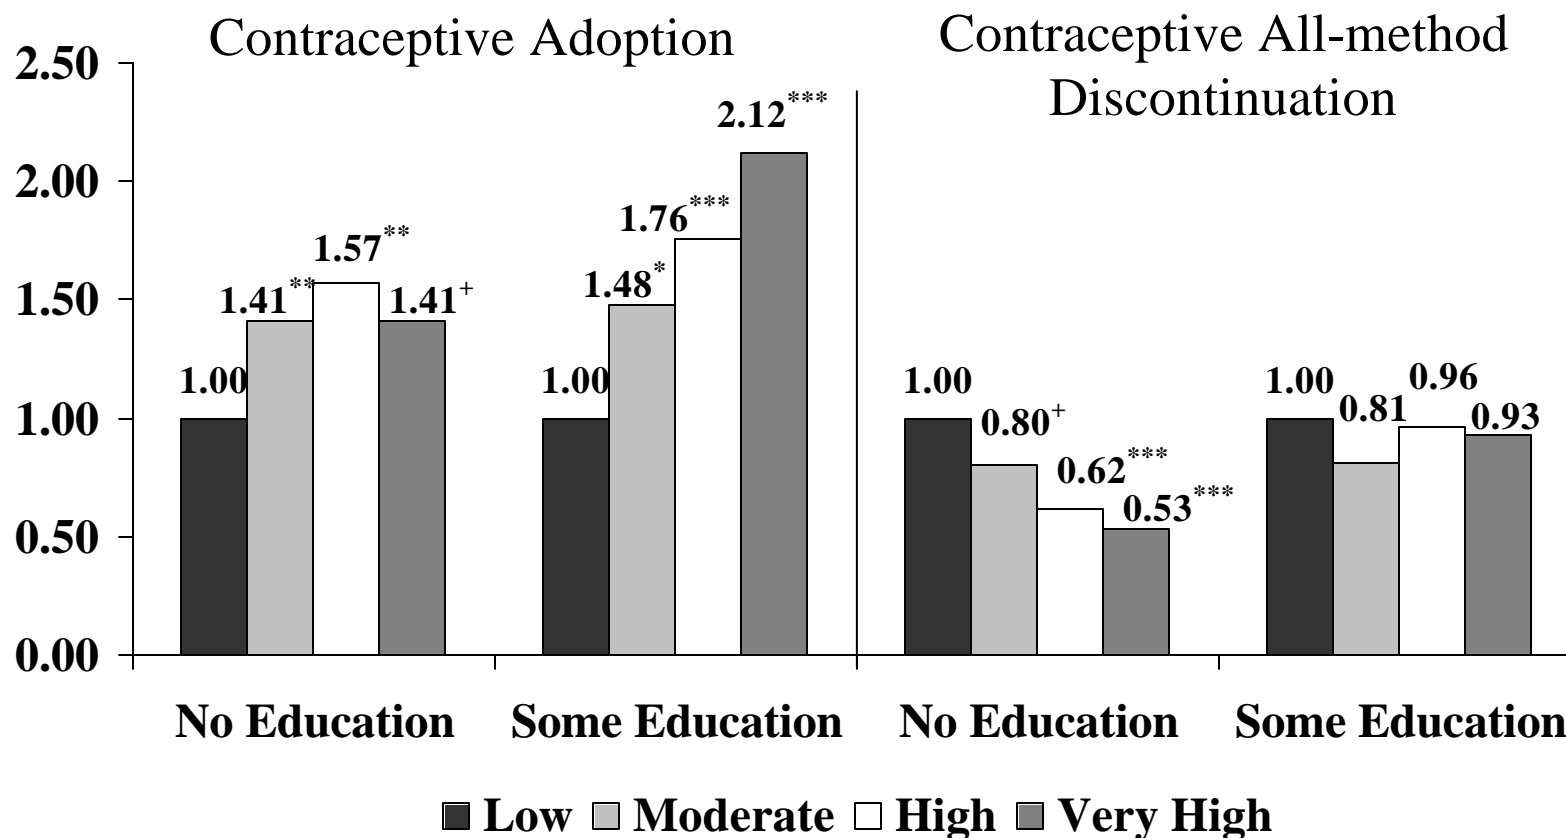 Contraceptive Adoption
Contraceptive All-method
Discontinuation
2.50
2.00
1.50
1.00
0.50
0.00
1.00
1.41**
1.57**
1.41+
1.00
1.48*
1.76***
2.12***
1.00
0.80+
0.62***
0.53***
1.00
0.81
0.96
0.93
No Education
Some Education
No Education
Some Education
Low
Moderate
High
Very High